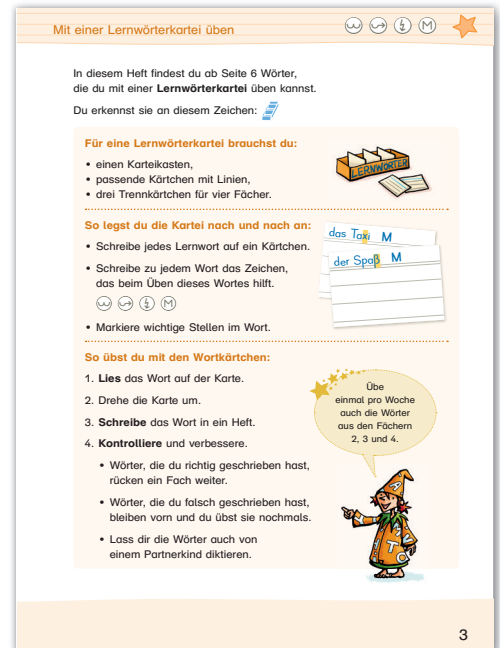 Mit einer Lernwörterkartei üben
M
In diesem Heft findest du ab Seite 6 Wörter,
die du mit einer Lernwörterkartei üben kannst.
Du erkennst sie an diesem Zeichen:
Für eine Lernwörterkartei brauchst du:
• einen Karteikasten,
• passende Kärtchen mit Linien,
• drei Trennkärtchen für vier Fächer.
LERNWÖRTER
So legst du die Kartei nach und nach an:
• Schreibe jedes Lernwort auf ein Kärtchen.
• Schreibe zu jedem Wort das Zeichen,
das beim Üben dieses Wortes hilft.
M
• Markiere wichtige Stellen im Wort.
das Taxi M
der Spaß M
So übst du mit den Wortkärtchen:
1. Lies das Wort auf der Karte.
2. Drehe die Karte um.
3. Schreibe das Wort in ein Heft.
4. Kontrolliere und verbessere.
• Wörter, die du richtig geschrieben hast,
rücken ein Fach weiter.
• Wörter, die du falsch geschrieben hast,
bleiben vorn und du übst sie nochmals.
• Lass dir die Wörter auch von
einem Partnerkind diktieren.
Übe
einmal pro Woche
auch die Wörter
aus den Fächern
2, 3 und 4.
3